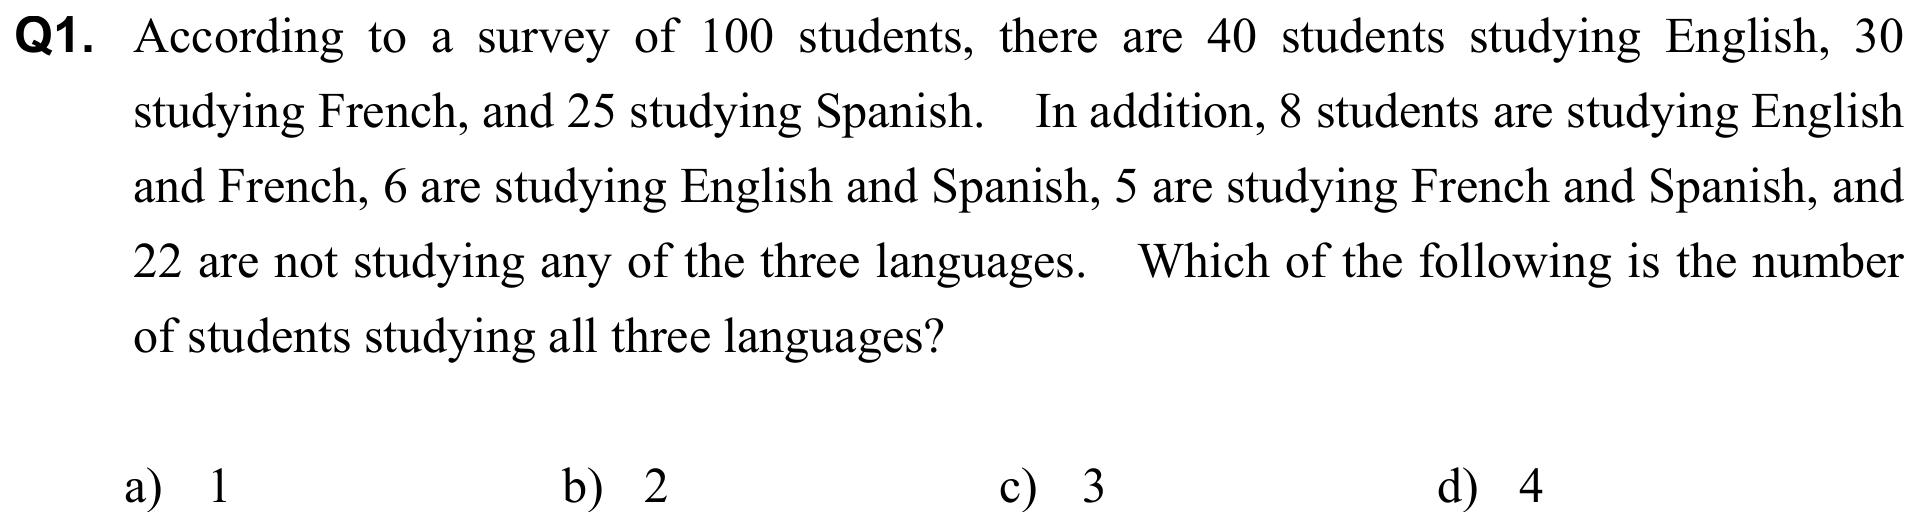 Q1. According to a survey of 100 students, there are 40 students studying English, 30
studying French, and 25 studying Spanish. In addition, 8 students are studying English
and French, 6 are studying English and Spanish, 5 are studying French and Spanish, and
22 are not studying any of the three languages. Which of the following is the number
of students studying all three languages?
a) 1 b) 2 c) 3 d) 4